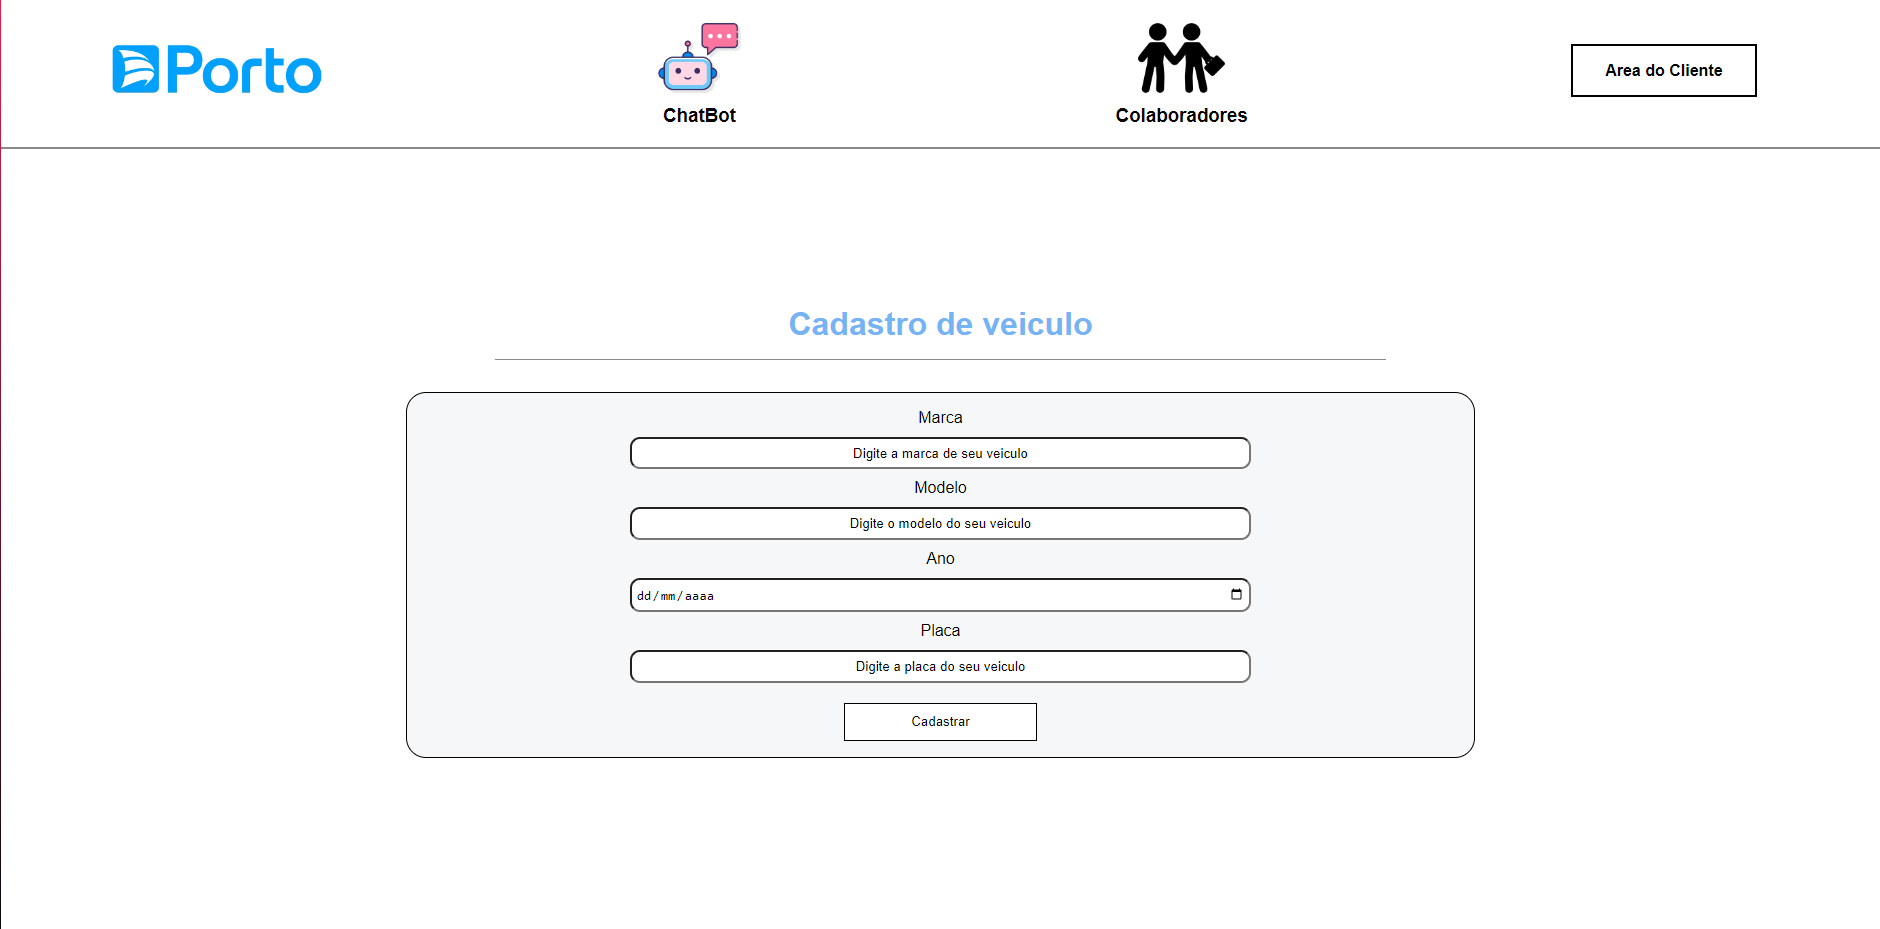 Porto
ChatBot
Colaboradores
Area do Cliente
Cadastro de veiculo
Marca
Digite a marca de seu veiculo
Modelo
Digite o modelo do seu veiculo
Ano
dd/mm/aaaa
Placa
Digite a placa do seu veiculo
Cadastrar